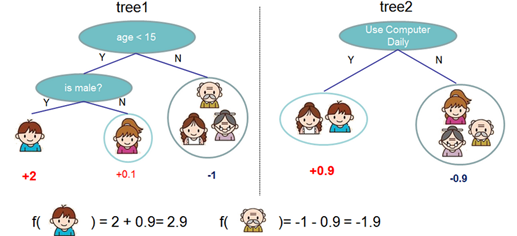 tree1
tree2
age < 15
Use Computer
Daily
Y
N
Y
N
is male?
Y
N
+2
+0.1
-1
+0.9
-0.9
f( ) = 2 + 0.9= 2.9
f( )= -1 - 0.9 = -1.9